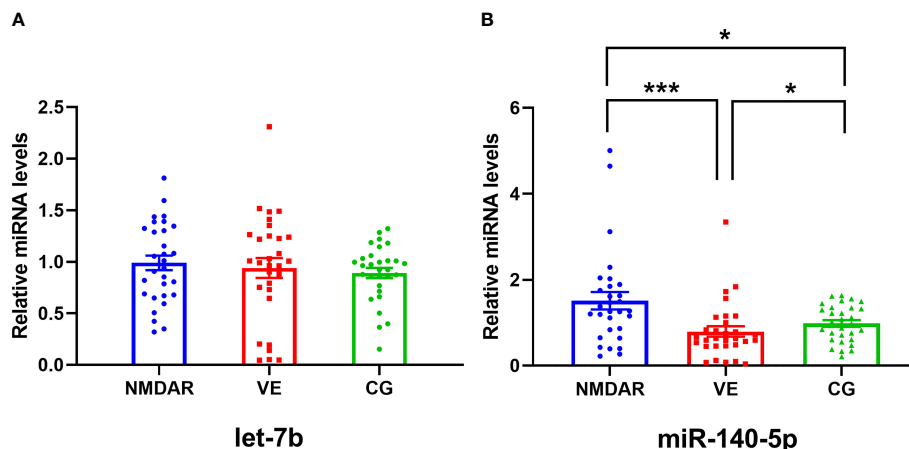 A
Relative miRNA levels
2.5
2.0
1.5
1.0
0.5
0.0
NMDAR VE CG
let-7b
B
*
*** *
Relative miRNA levels
6
4
2
0
NMDAR VE CG
miR-140-5p